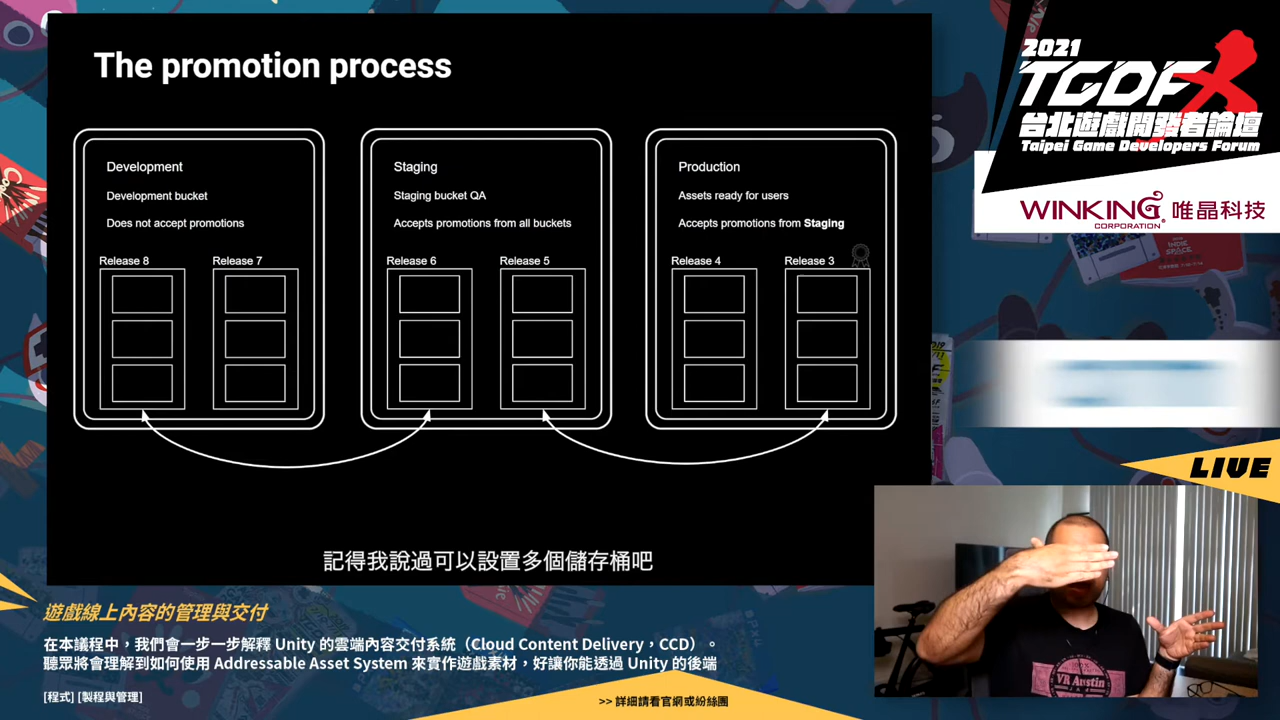 The promotion process
Development
Development bucket
Does not accept promotions
Release 8
Release 7
Staging
Staging bucket QA
Accepts promotions from all buckets
Release 6
Release 5
Production
Assets ready for users
Accepts promotions from Staging
Release 4
Release 3
記得我說過可以設置多個儲存桶吧
2021
TGDF X
台北遊戲開發者論壇
Taipei Game Developers Forum
WINKING
CORPORATION
唯晶科技
INDIE
SPACE
LIVE
VR Austin
遊戲線上內容的管理與交付
在本議程中，我們會一步一步解釋 Unity 的雲端內容交付系統（Cloud Content Delivery，CCD）。
聽眾將會理解到如何使用 Addressable Asset System 來實作遊戲素材，好讓你能透過 Unity 的後端
[程式] [製程與管理]
>> 詳細請看官網或紛絲團